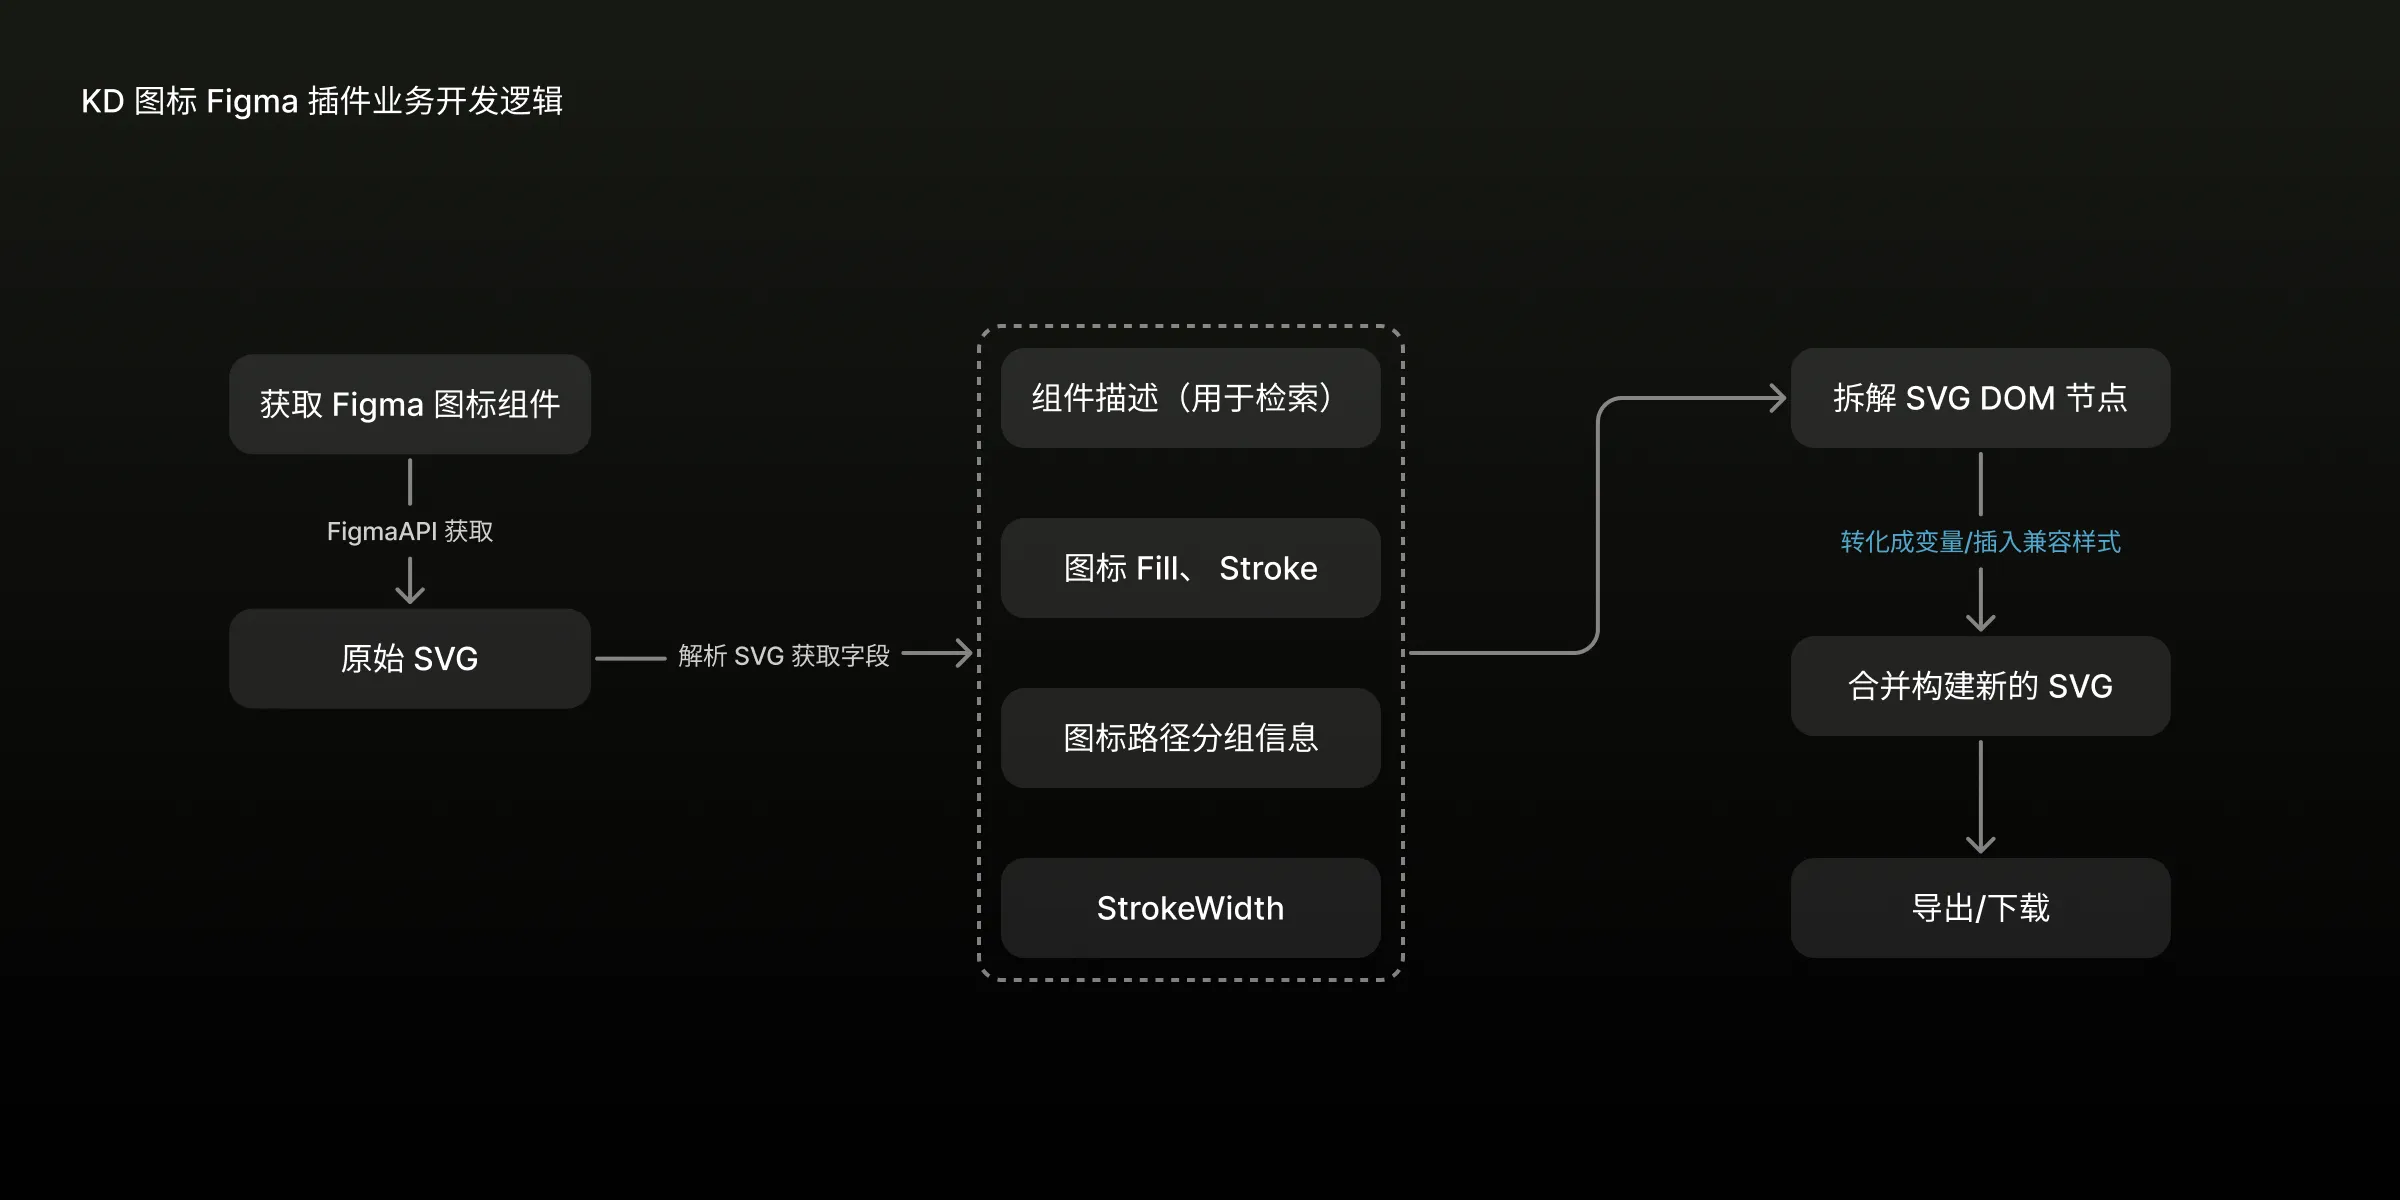 KD 图标 Figma 插件业务开发逻辑
获取 Figma 图标组件
FigmaAPI 获取
原始 SVG
解析 SVG 获取字段
组件描述（用于检索）
图标 Fill、 Stroke
图标路径分组信息
StrokeWidth
拆解 SVG DOM 节点
转化成变量/插入兼容样式
合并构建新的 SVG
导出/下载